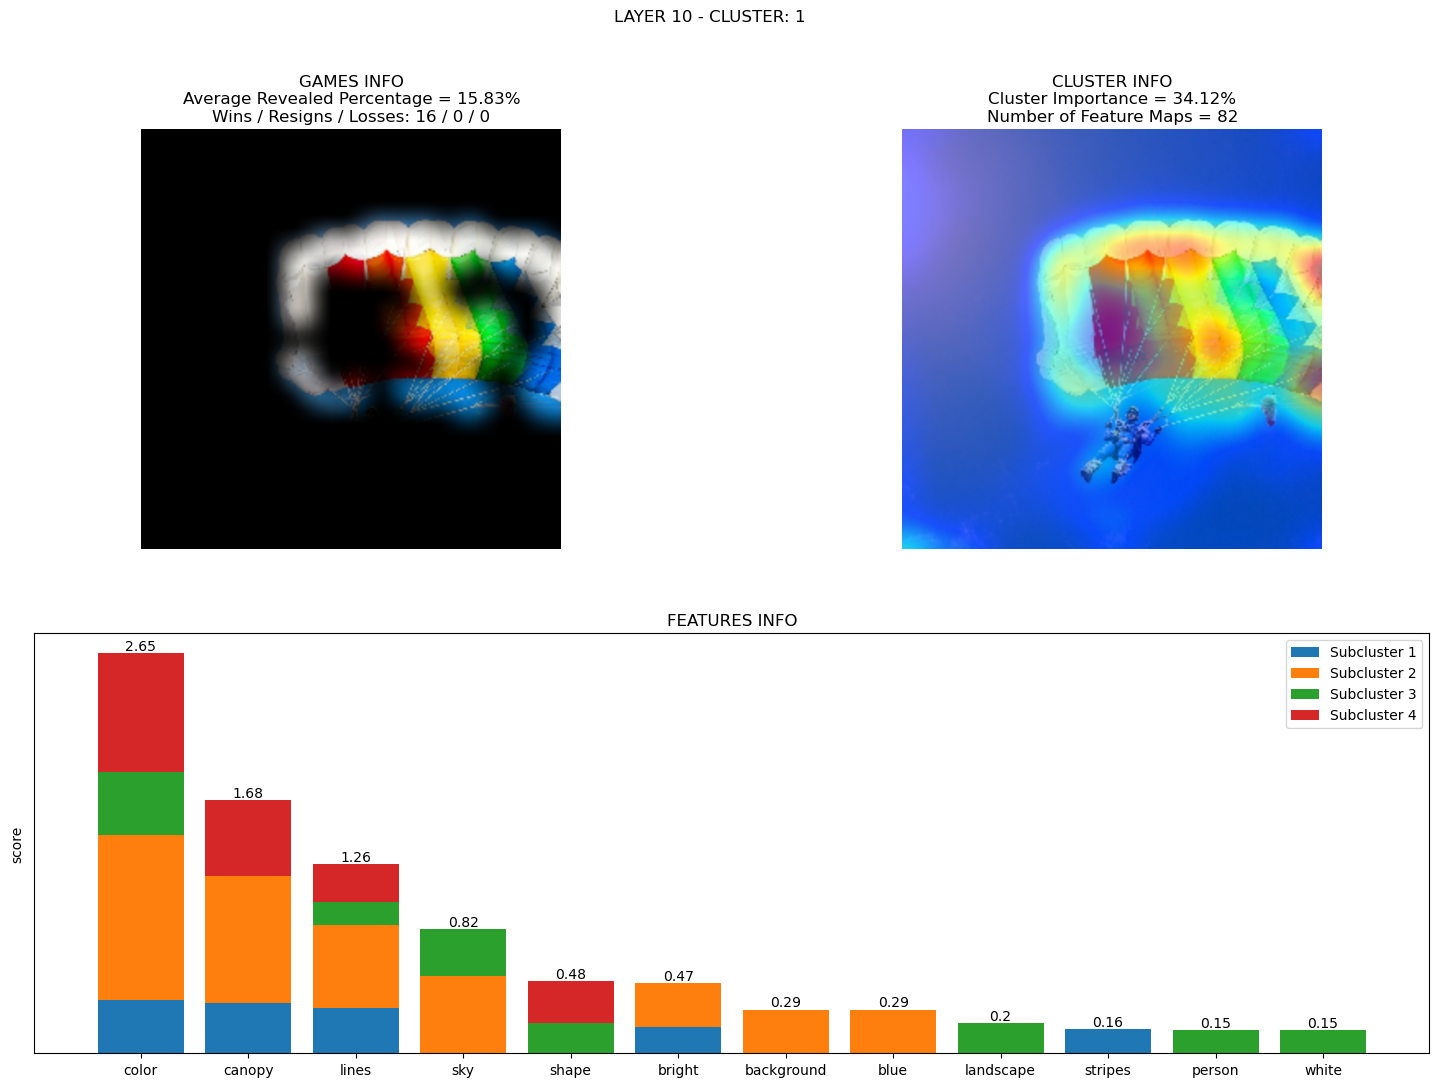 LAYER 10 - CLUSTER: 1
GAMES INFO
Average Revealed Percentage = 15.83%
Wins / Resigns / Losses: 16 / 0 / 0
CLUSTER INFO
Cluster Importance = 34.12%
Number of Feature Maps = 82
FEATURES INFO
score
2.65
1.68
1.26
0.82
0.48
0.47
0.29
0.29
0.2
0.16
0.15
0.15
Subcluster 1
Subcluster 2
Subcluster 3
Subcluster 4
color
canopy
lines
sky
shape
bright
background
blue
landscape
stripes
person
white